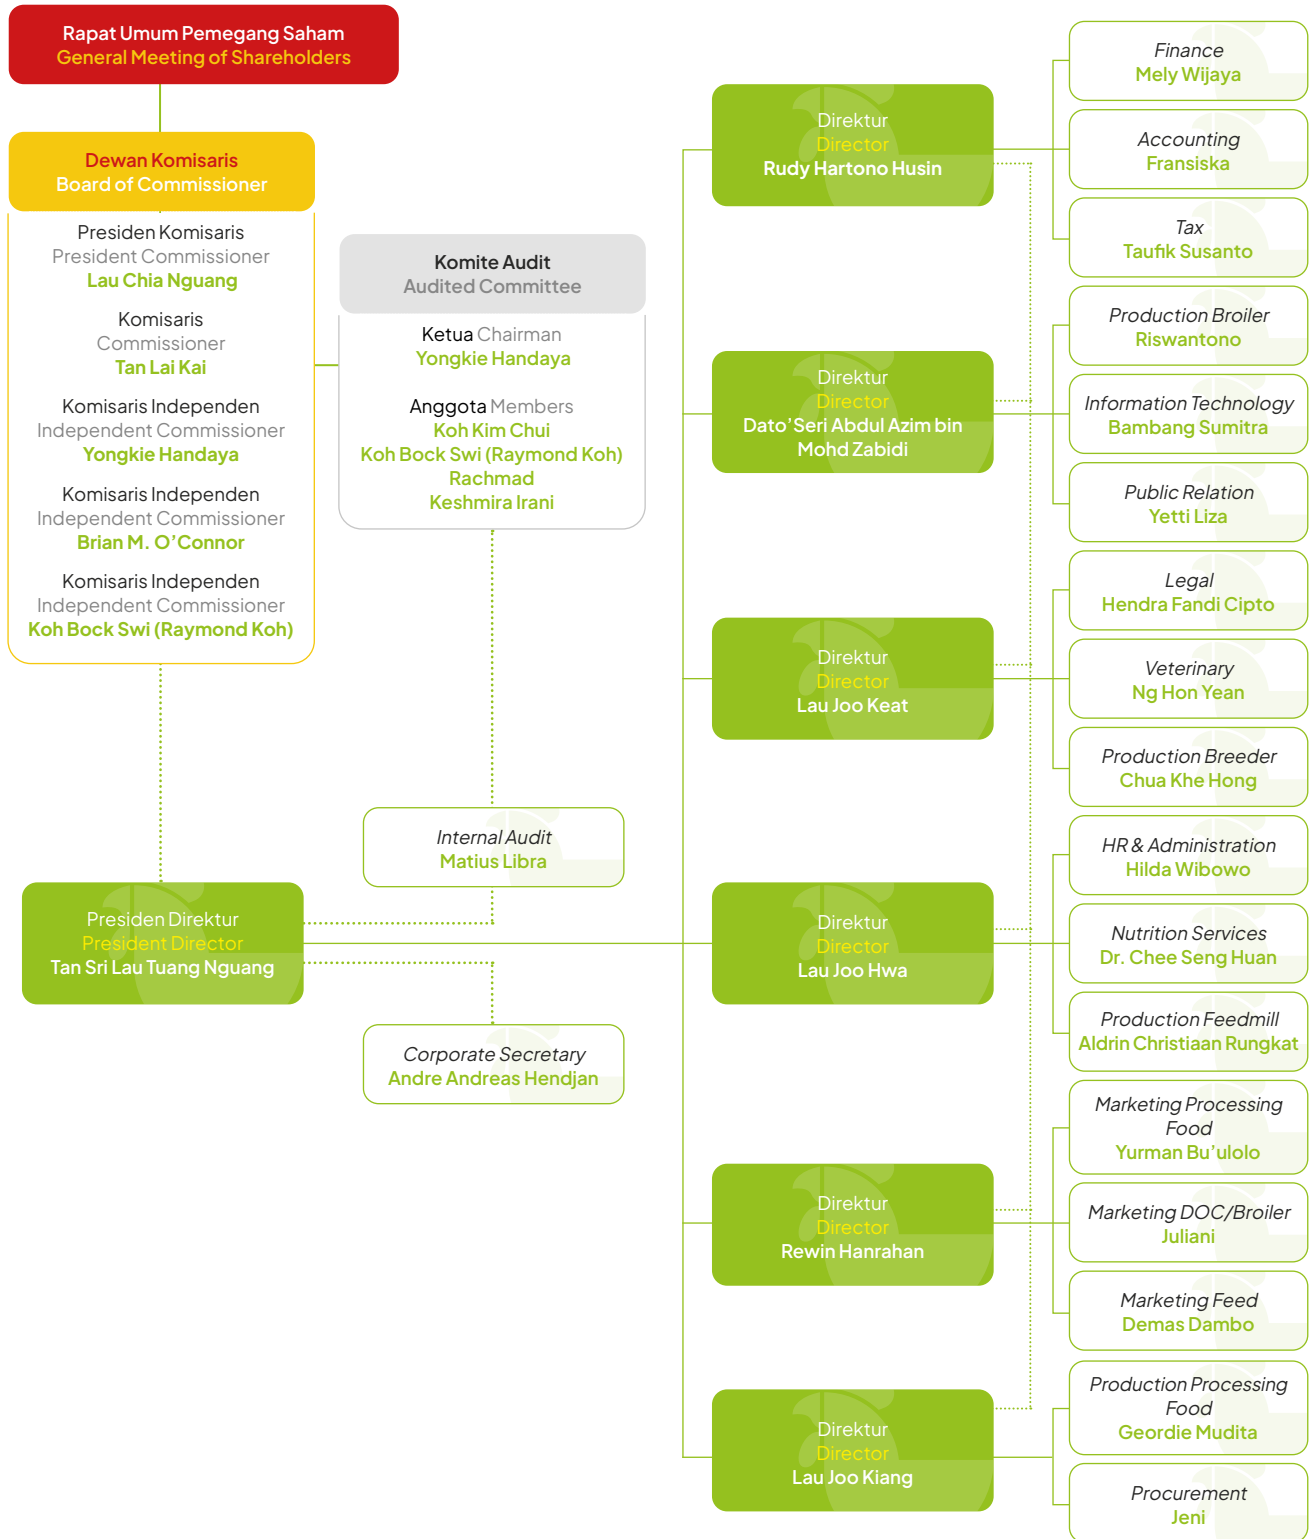 Rapat Umum Pemegang Saham
General Meeting of Shareholders
Dewan Komisaris
Board of Commissioner
Presiden Komisaris
President Commissioner
Lau Chia Nguang
Komisaris
Commissioner
Tan Lai Kai
Komisaris Independen
Independent Commissioner
Yongkie Handaya
Komisaris Independen
Independent Commissioner
Brian M. O’Connor
Komisaris Independen
Independent Commissioner
Koh Bock Swi (Raymond Koh)
Komite Audit
Audited Committee
Ketua Chairman
Yongkie Handaya
Anggota Members
Koh Kim Chui
Koh Bock Swi (Raymond Koh)
Rachmad
Keshmira Irani
Internal Audit
Matius Libra
Presiden Direktur
President Director
Tan Sri Lau Tuang Nguang
Corporate Secretary
Andre Andreas Hendjan
Direktur
Director
Rudy Hartono Husin
Finance
Mely Wijaya
Accounting
Fransiska
Tax
Taufik Susanto
Direktur
Director
Dato’Seri Abdul Azim bin
Mohd Zabidi
Production Broiler
Riswantono
Information Technology
Bambang Sumitra
Public Relation
Yetti Liza
Direktur
Director
Lau Joo Keat
Legal
Hendra Fandi Cipto
Veterinary
Ng Hon Yean
Production Breeder
Chua Khe Hong
Direktur
Director
Lau Joo Hwa
HR & Administration
Hilda Wibowo
Nutrition Services
Dr. Chee Seng Huan
Production Feedmill
Aldrin Christiaan Rungkat
Direktur
Director
Rewin Hanrahan
Marketing Processing
Food
Yurman Bu’ulolo
Marketing DOC/Broiler
Juliani
Marketing Feed
Demas Dambo
Direktur
Director
Lau Joo Kiang
Production Processing
Food
Geordie Mudita
Procurement
Jeni